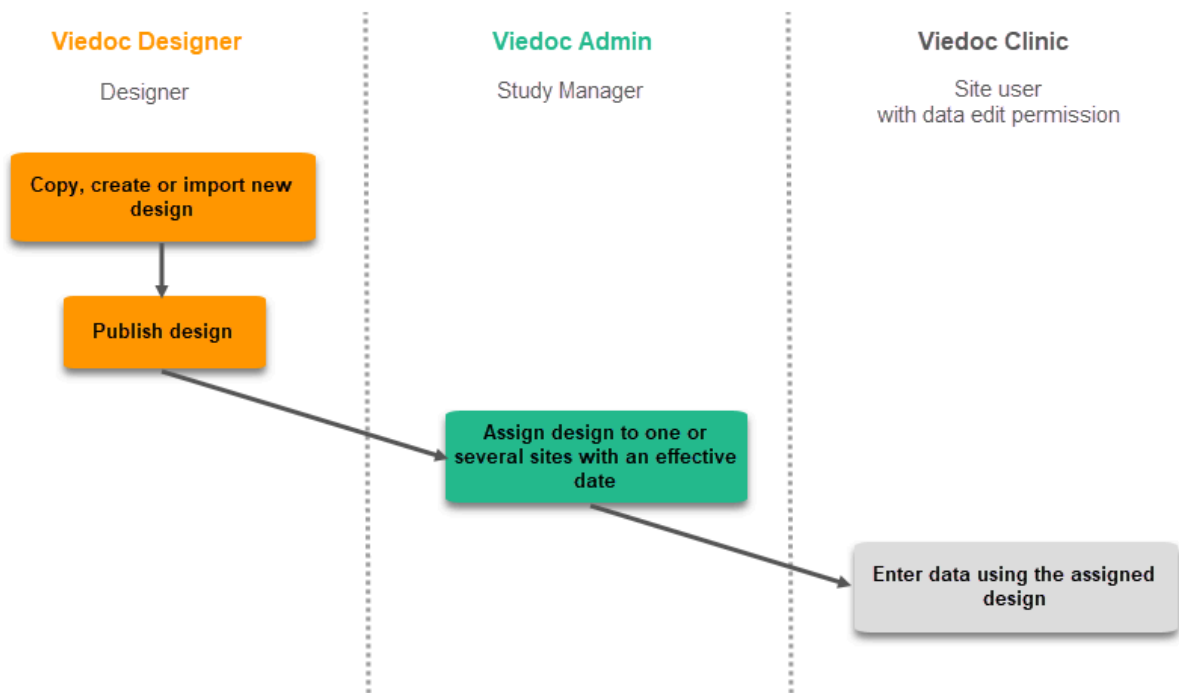 Viedoc Designer
Designer
Viedoc Admin
Study Manager
Viedoc Clinic
Site user
with data edit permission
Copy, create or import new
design
Publish design
Assign design to one or
several sites with an effective
date
Enter data using the assigned
design